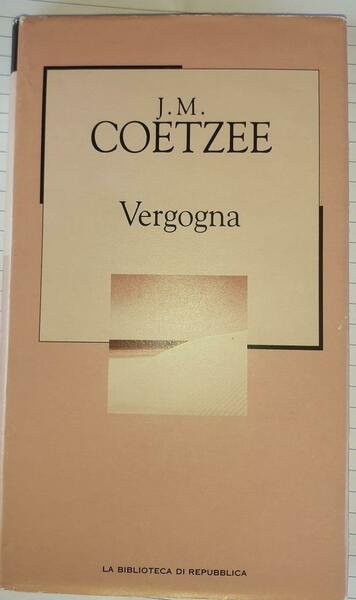 J. M.
COETZEE
Vergogna
LA BIBLIOTECA DI REPUBBLICA